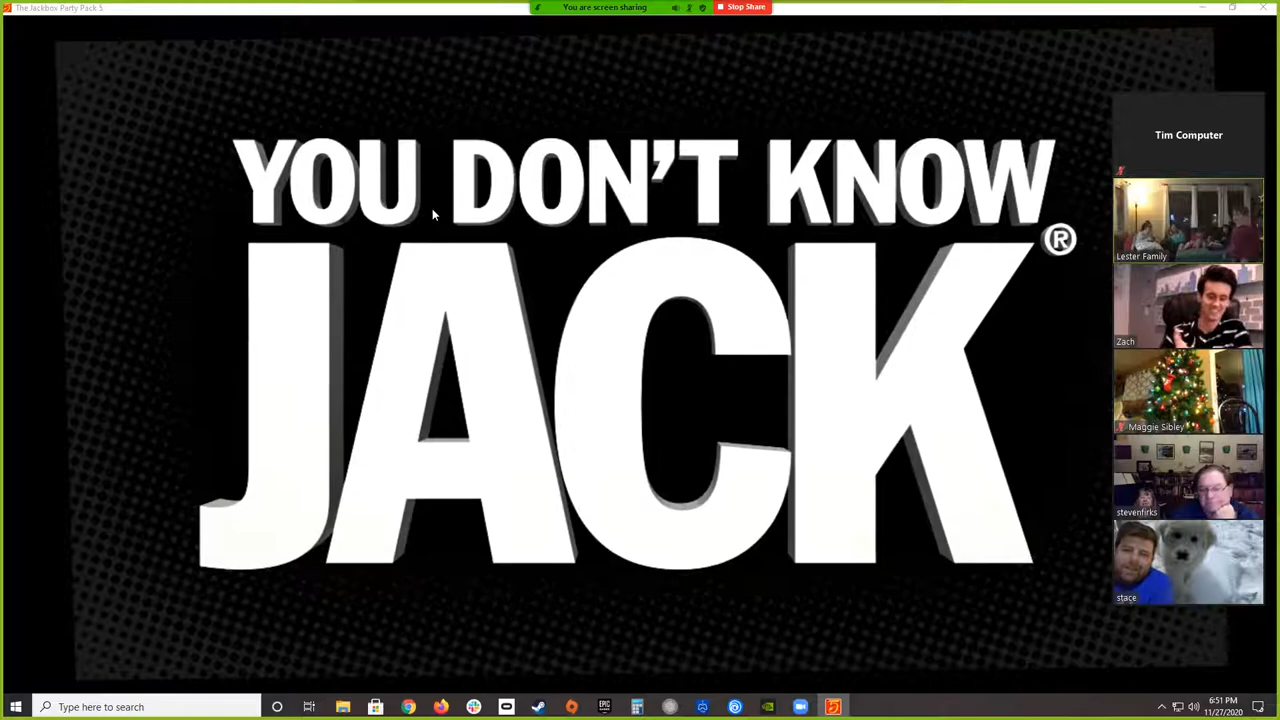 The Jackbox Party Pack 5
You are screen sharing
Stop Share
YOU DON'T KNOW
JACK®
Tim Computer
Lester Family
Zach
Maggie Sibley
stevenfirks
stace
Type here to search
EPIC
6:51 PM
11/27/2020